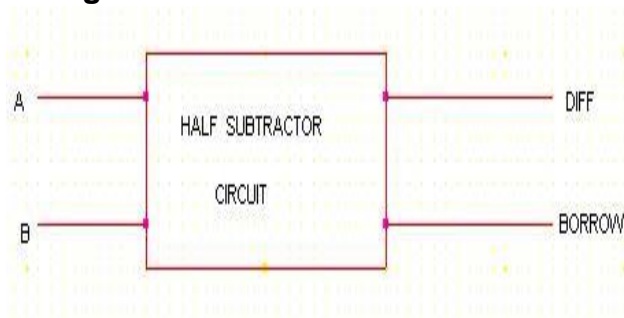 A
HALF SUBTRACTOR
CIRCUIT
DIFF
B
BORROW